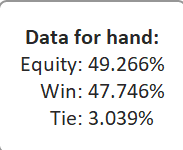 Data for hand:
Equity: 49.266%
Win: 47.746%
Tie: 3.039%